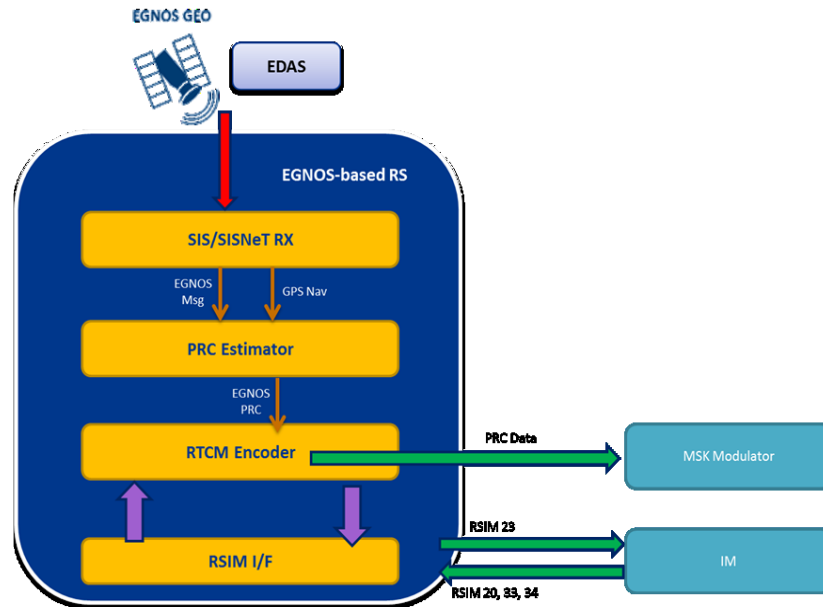 EGNOS GEO
EDAS
EGNOS-based RS
SIS/SISNeT RX
EGNOS
Msg
GPS Nav
PRC Estimator
EGNOS
PRC
RTCM Encoder
PRC Data
MSK Modulator
RSIM 23
RSIM I/F
IM
RSIM 20, 33, 34